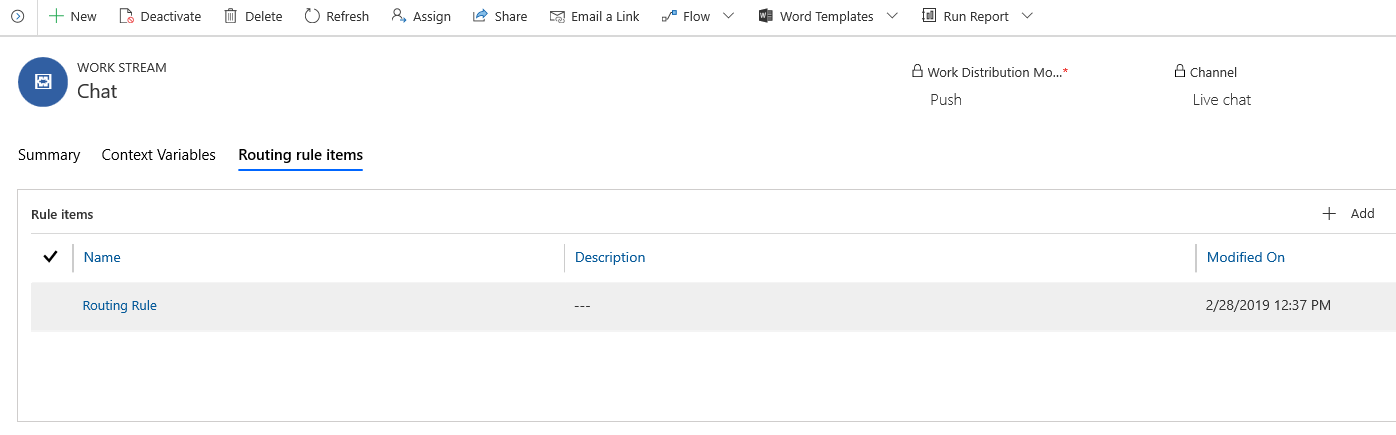 New Deactivate Delete Refresh Assign Share Email a Link Flow Word Templates Run Report
WORK STREAM
Chat
Work Distribution Mo...*
Push
Channel
Live chat
Summary Context Variables Routing rule items
Rule items
Add
Name Description Modified On
Routing Rule --- 2/28/2019 12:37 PM